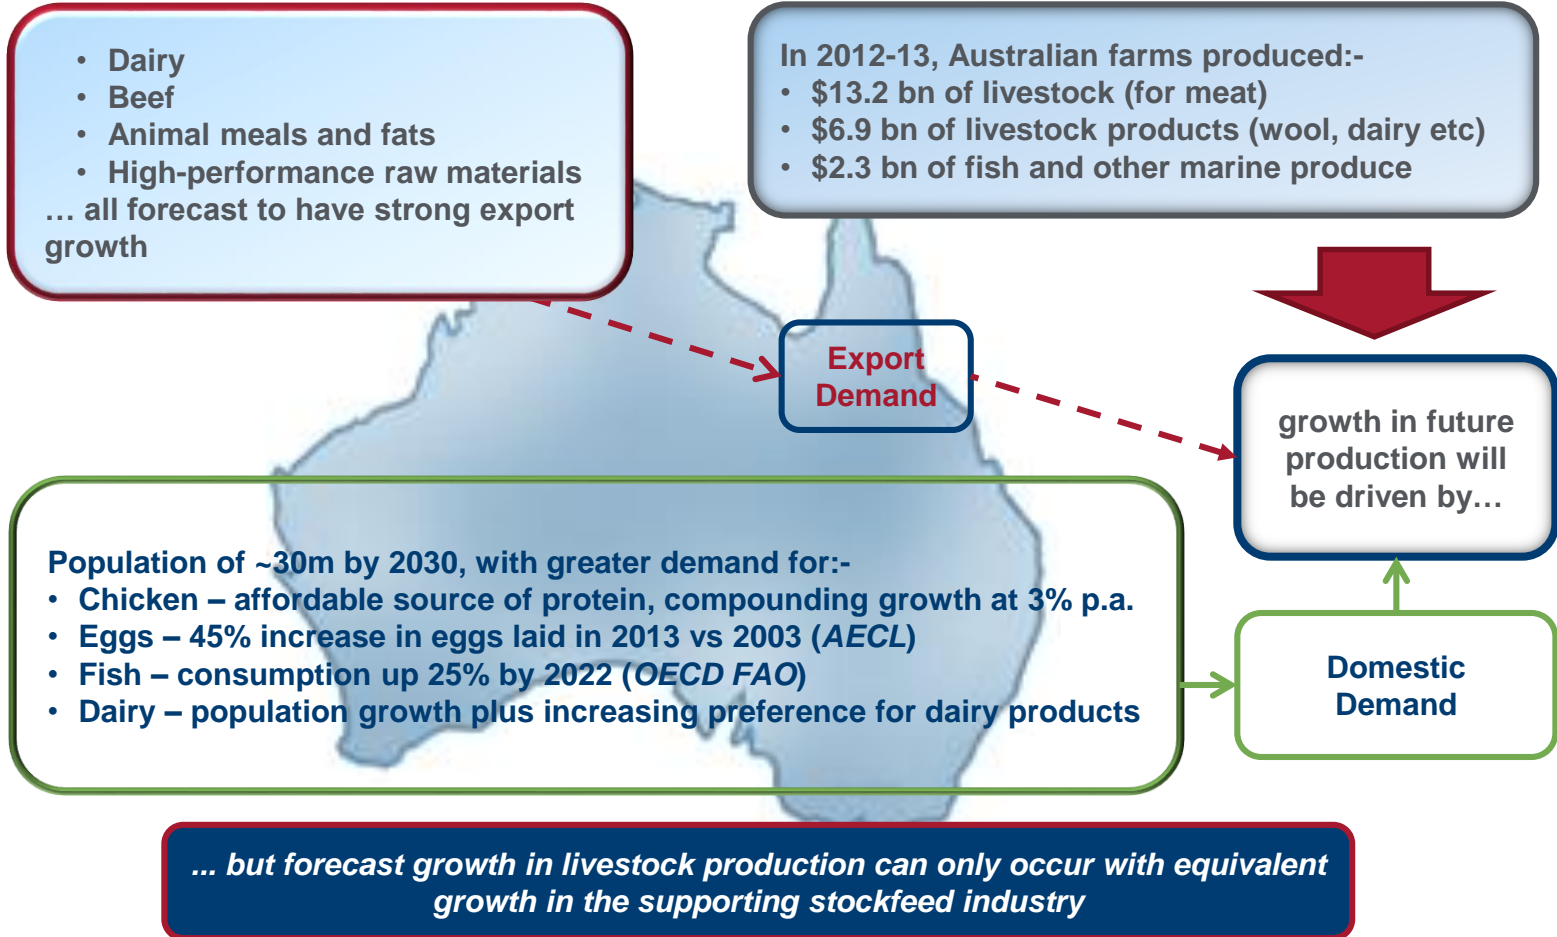 • Dairy
• Beef
• Animal meals and fats
• High-performance raw materials
… all forecast to have strong export
growth
In 2012-13, Australian farms produced:-
• $13.2 bn of livestock (for meat)
• $6.9 bn of livestock products (wool, dairy etc)
• $2.3 bn of fish and other marine produce
Export
Demand
growth in future
production will
be driven by…
Population of ~30m by 2030, with greater demand for:-
• Chicken – affordable source of protein, compounding growth at 3% p.a.
• Eggs – 45% increase in eggs laid in 2013 vs 2003 (AECL)
• Fish – consumption up 25% by 2022 (OECD FAO)
• Dairy – population growth plus increasing preference for dairy products
Domestic
Demand
... but forecast growth in livestock production can only occur with equivalent
growth in the supporting stockfeed industry